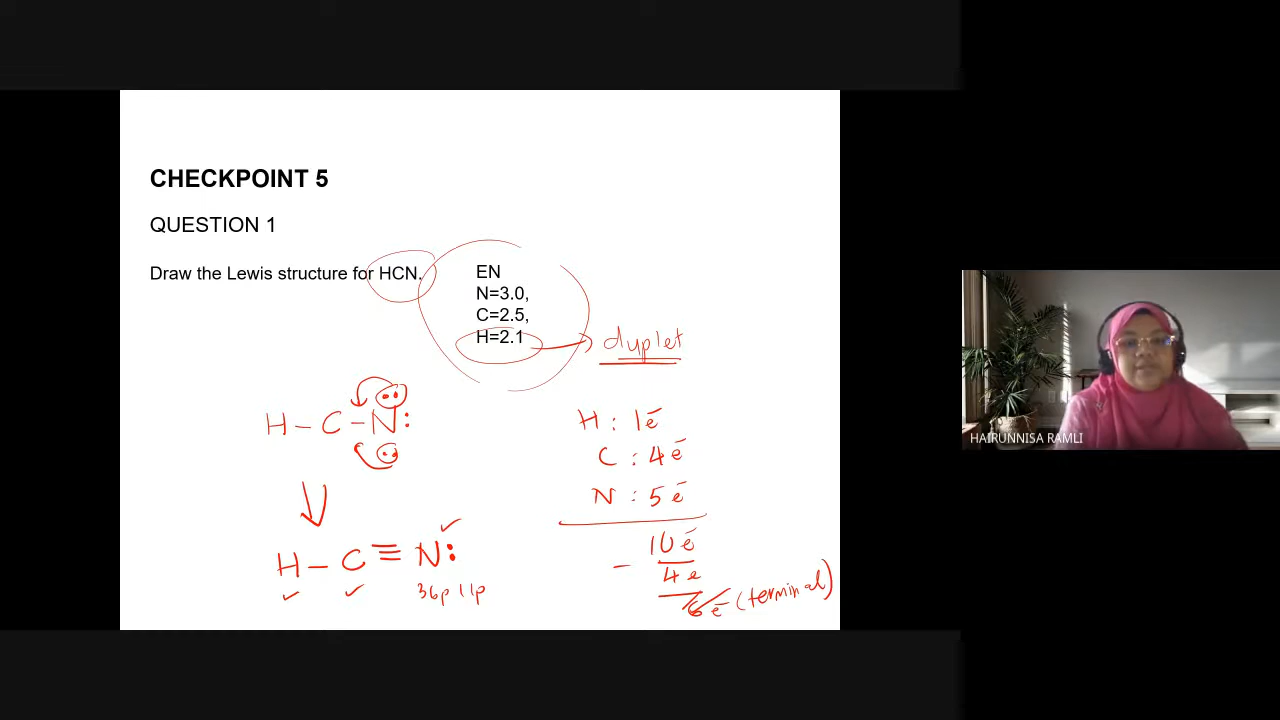 CHECKPOINT 5
QUESTION 1
Draw the Lewis structure for HCN.
EN
N=3.0,
C=2.5,
H=2.1
duplet
H – C – N :
H : 1e⁻
C : 4e⁻
N : 5e⁻
10e⁻
– 4e
6e⁻ (terminal)
H – C ≡ N :
3bp 1lp
HAIRUNNISA RAMLI